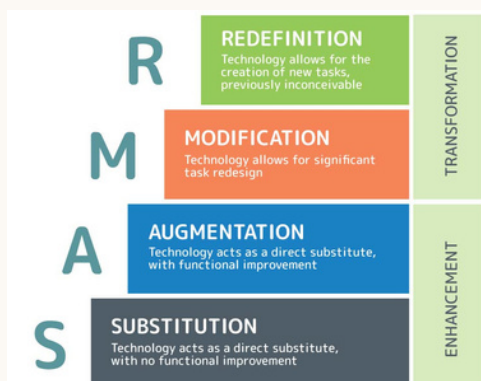 R
REDEFINITION
Technology allows for the
creation of new tasks,
previously inconceivable
M
MODIFICATION
Technology allows for significant
task redesign
TRANSFORMATION
A
AUGMENTATION
Technology acts as a direct substitute,
with functional improvement
S
SUBSTITUTION
Technology acts as a direct substitute,
with no functional improvement
ENHANCEMENT